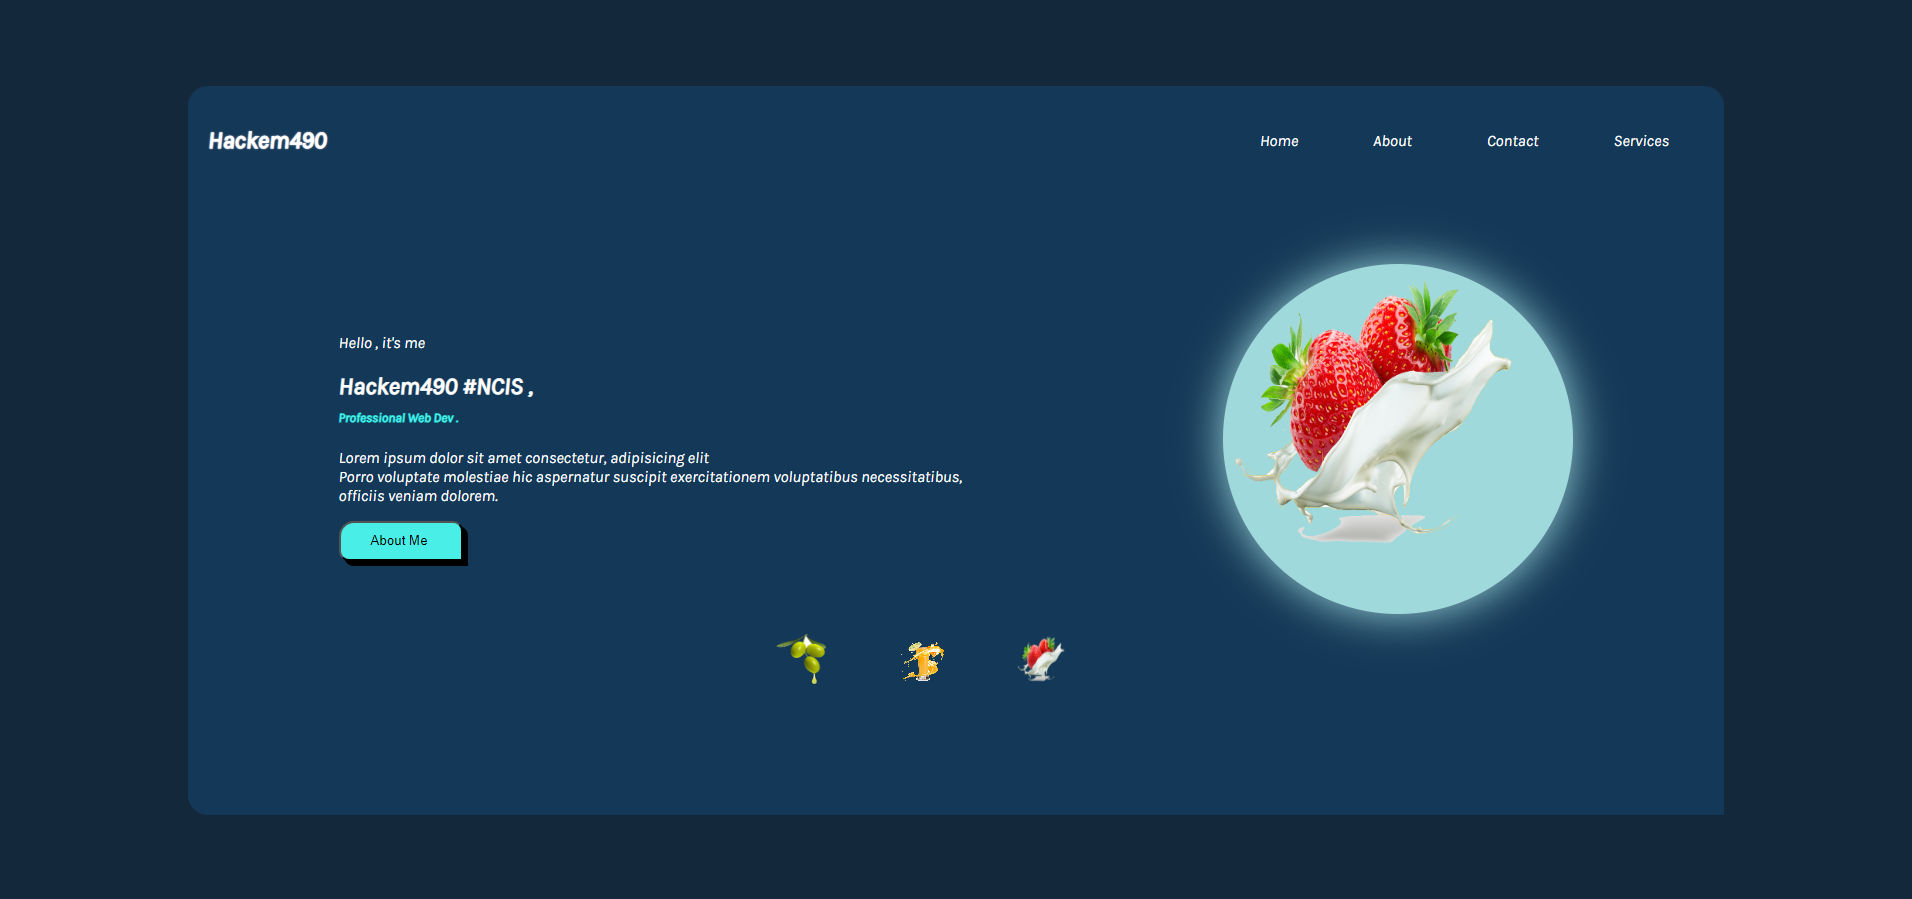 Hackem490
Home About Contact Services
Hello , it's me
Hackem490 #NCIS ,
Professional Web Dev .
Lorem ipsum dolor sit amet consectetur, adipisicing elit
Porro voluptate molestiae hic aspernatur suscipit exercitationem voluptatibus necessitatibus,
officiis veniam dolorem.
About Me